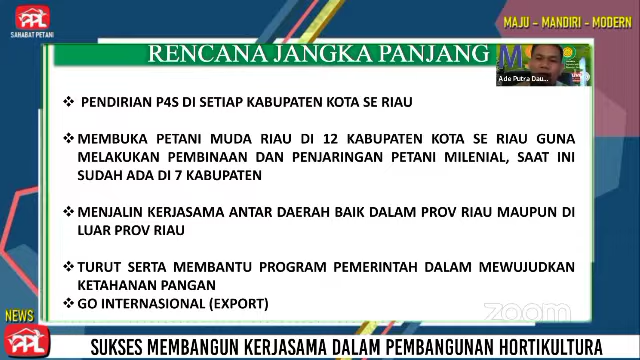 PPL
SAHABAT PETANI
MAJU - MANDIRI - MODERN
RENCANA JANGKA PANJANG
M
Ade Putra Dau...
❖ PENDIRIAN P4S DI SETIAP KABUPATEN KOTA SE RIAU
❖ MEMBUKA PETANI MUDA RIAU DI 12 KABUPATEN KOTA SE RIAU GUNA
MELAKUKAN PEMBINAAN DAN PENJARINGAN PETANI MILENIAL, SAAT INI
SUDAH ADA DI 7 KABUPATEN
❖ MENJALIN KERJASAMA ANTAR DAERAH BAIK DALAM PROV RIAU MAUPUN DI
LUAR PROV RIAU
❖ TURUT SERTA MEMBANTU PROGRAM PEMERINTAH DALAM MEWUJUDKAN
KETAHANAN PANGAN
❖ GO INTERNASIONAL (EXPORT)
zoom
NEWS
PPL
SAHABAT PETANI
SUKSES MEMBANGUN KERJASAMA DALAM PEMBANGUNAN HORTIKULTURA